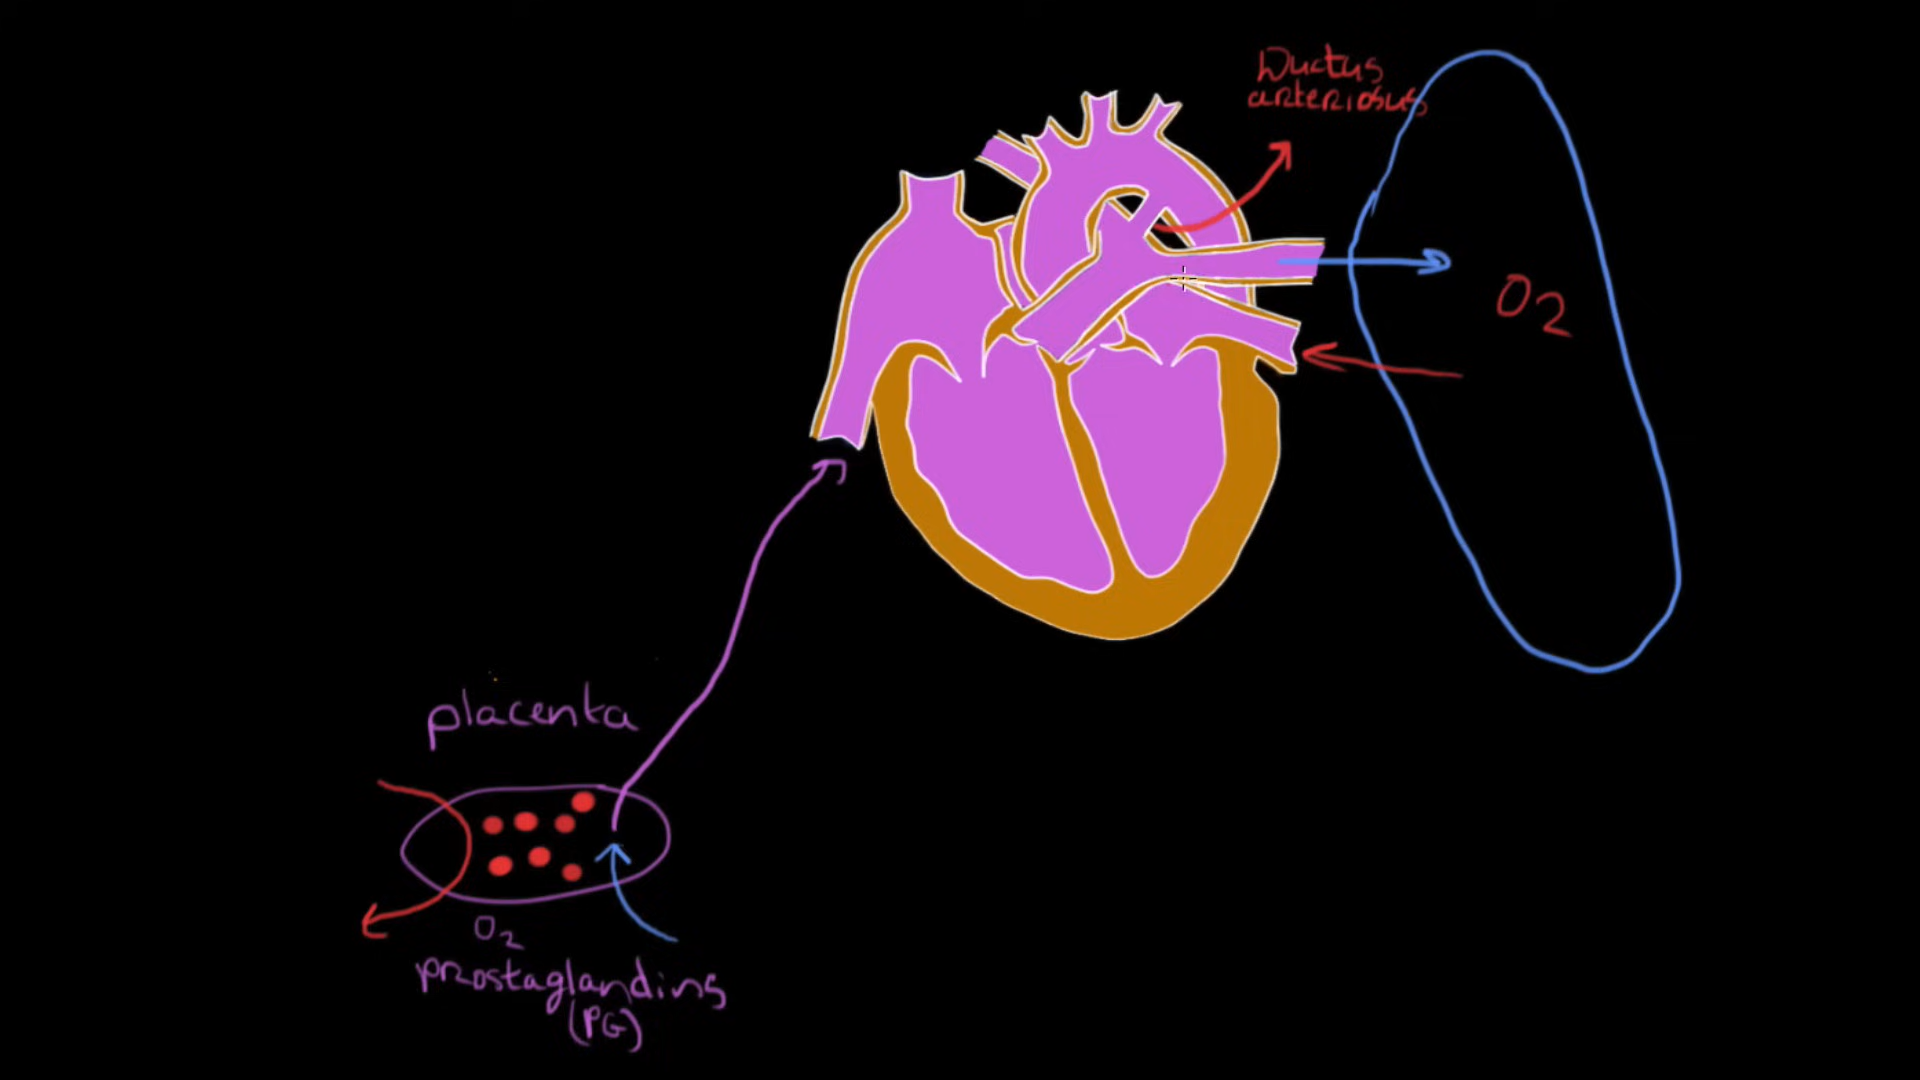 Ductus
arteriosus
O2
placenta
O2
prostaglandins
(PG)